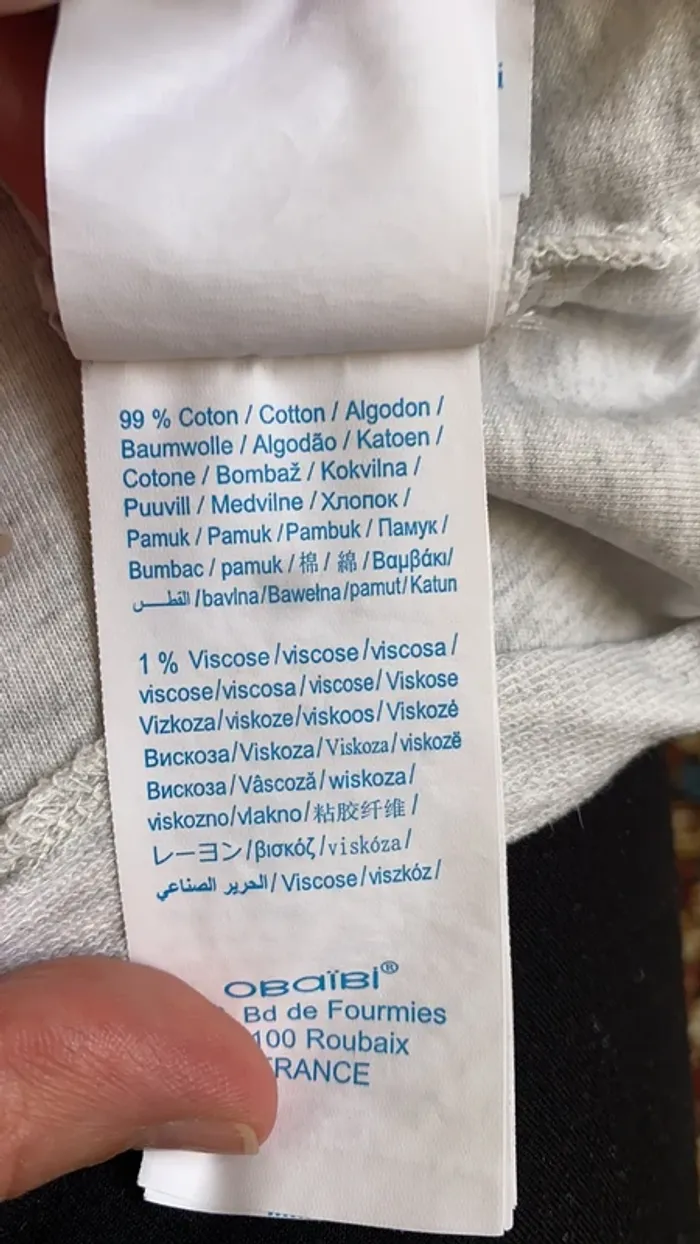 99 % Coton / Cotton / Algodon /
Baumwolle / Algodão / Katoen /
Cotone / Bombaž / Kokvilna /
Puuvill / Medvilne / Хлопок /
Pamuk / Pamuk /Pambuk / Памук /
Bumbac / pamuk / 棉 / 綿 /Βαμβάκι/
القطن /bavlna/Bawełna/pamut/Katun
1 % Viscose/viscose/viscosa/
viscose/viscosa/viscose/Viskose
Vizkoza/viskoze/viskoos/Viskozė
Вискоза/Viskoza/Viskoza/viskozë
Вискоза/Vâscoză/wiskoza/
viskozno/vlakno/粘胶纤维/
レーヨン/βισκόζ/viskóza/
الحرير الصناعي/Viscose/viszkóz/
OBaïBi®
Bd de Fourmies
100 Roubaix
FRANCE